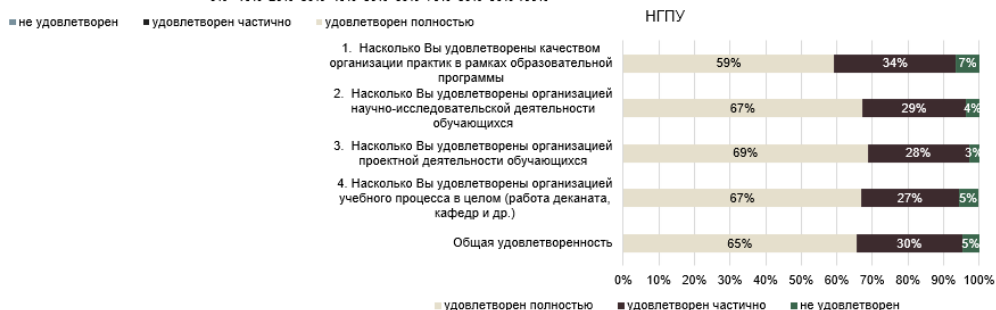 не удовлетворен удовлетворен частично удовлетворен полностью
НГПУ
1. Насколько Вы удовлетворены качеством
организации практик в рамках образовательной
программы
59% 34% 7%
2. Насколько Вы удовлетворены организацией
научно-исследовательской деятельности
обучающихся
67% 29% 4%
3. Насколько Вы удовлетворены организацией
проектной деятельности обучающихся
69% 28% 3%
4. Насколько Вы удовлетворены организацией
учебного процесса в целом (работа деканата,
кафедр и др.)
67% 27% 5%
Общая удовлетворенность
65% 30% 5%
0% 10% 20% 30% 40% 50% 60% 70% 80% 90% 100%
удовлетворен полностью удовлетворен частично не удовлетворен